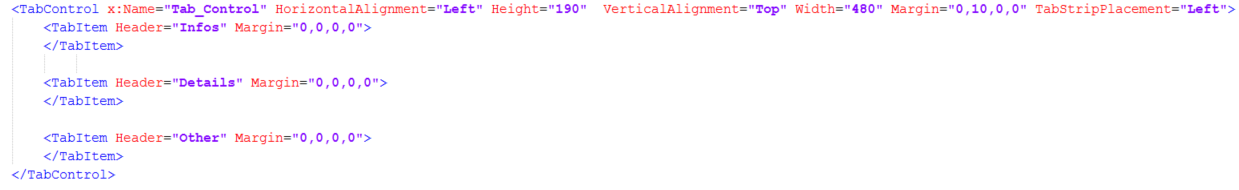 <TabControl x:Name="Tab_Control" HorizontalAlignment="Left" Height="190"  VerticalAlignment="Top" Width="480" Margin="0,10,0,0" TabStripPlacement="Left">
    <TabItem Header="Infos" Margin="0,0,0,0">
    </TabItem>

    <TabItem Header="Details" Margin="0,0,0,0">
    </TabItem>

    <TabItem Header="Other" Margin="0,0,0,0">
    </TabItem>
</TabControl>